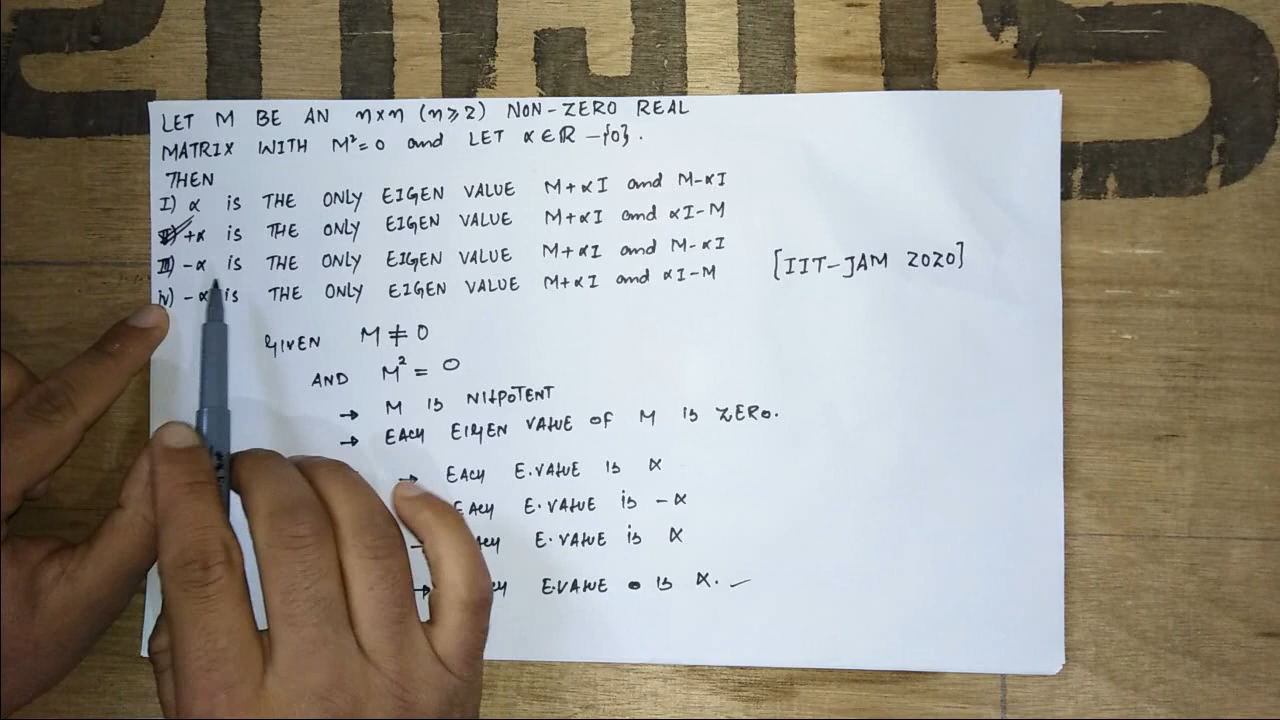 LET M BE AN n×n (n≥2) NON-ZERO REAL
MATRIX WITH M²=0 and LET α∈ℝ-{0}.
THEN
I) α is THE ONLY EIGEN VALUE M+αI and M-αI
+α is THE ONLY EIGEN VALUE M+αI and αI-M
III) -α is THE ONLY EIGEN VALUE M+αI and M-αI
IV) -α is THE ONLY EIGEN VALUE M+αI and αI-M
[IIT-JAM 2020]
GIVEN M≠0
AND M²=0
→ M IS NILPOTENT
→ EACH EIGEN VALUE OF M IS ZERO.
→ EACH E.VALUE IS α
EACH E.VALUE is -α
E.VALUE is α
→ E.VALUE is α. ✓